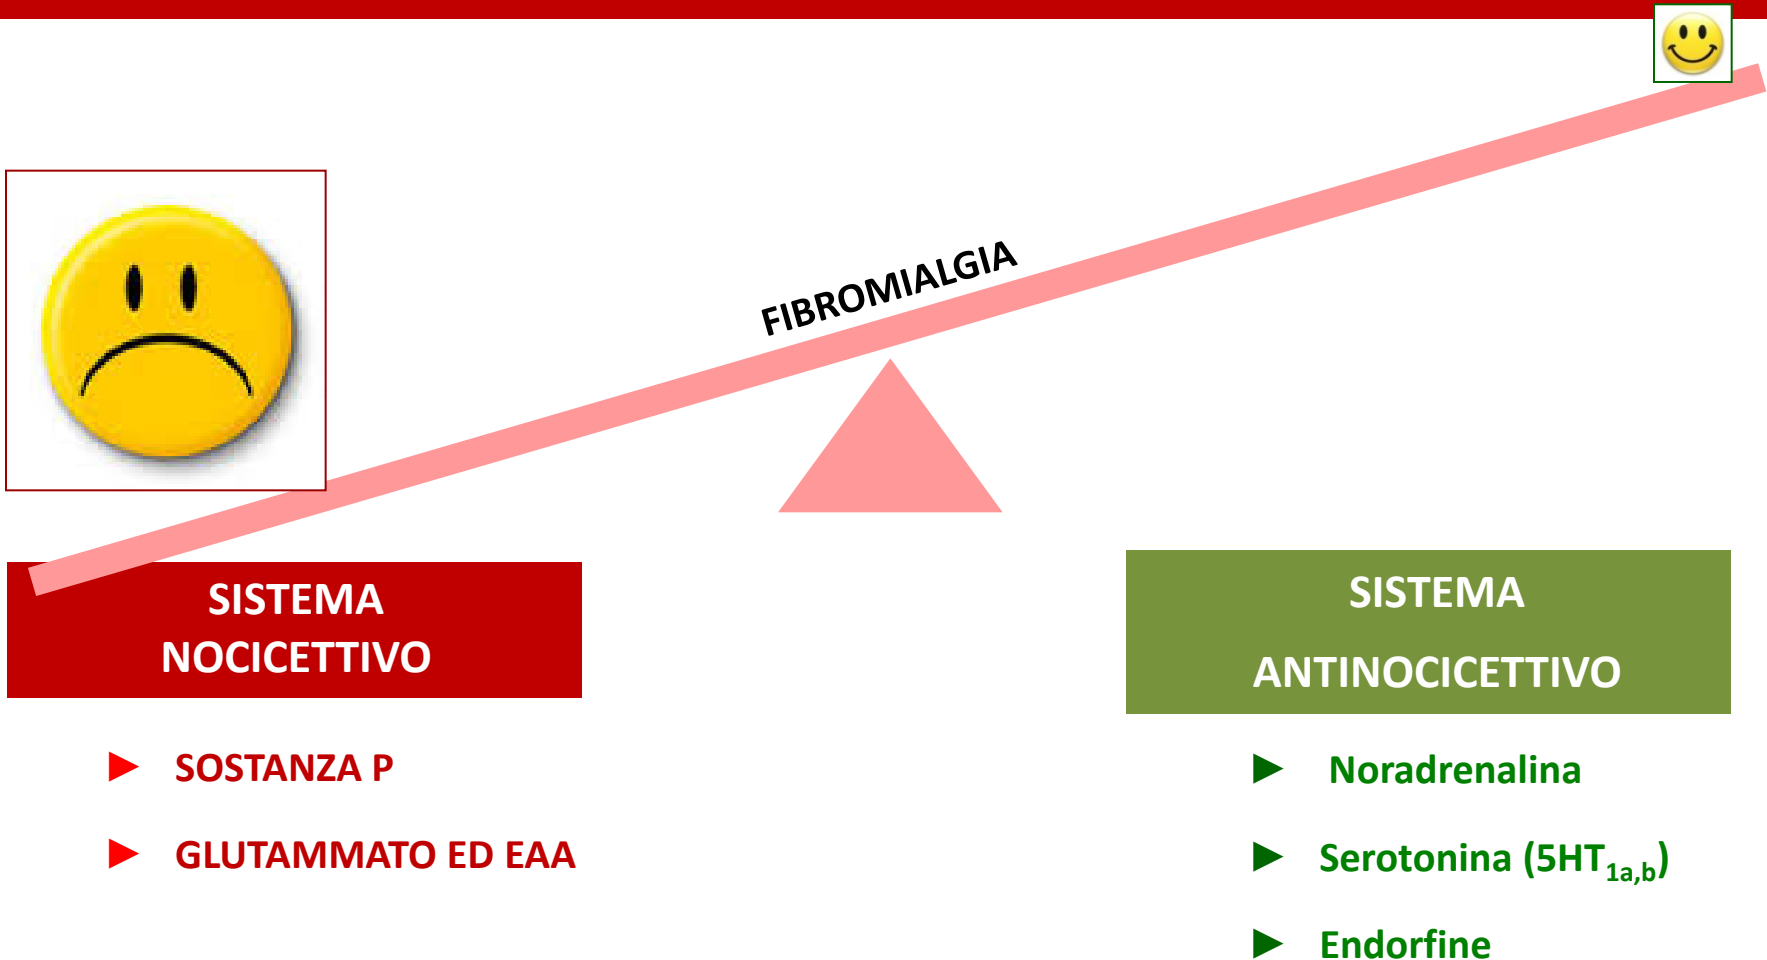 FIBROMIALGIA
SISTEMA
NOCICETTIVO
► SOSTANZA P
► GLUTAMMATO ED EAA
SISTEMA
ANTINOCICETTIVO
► Noradrenalina
► Serotonina (5HT1a,b)
► Endorfine